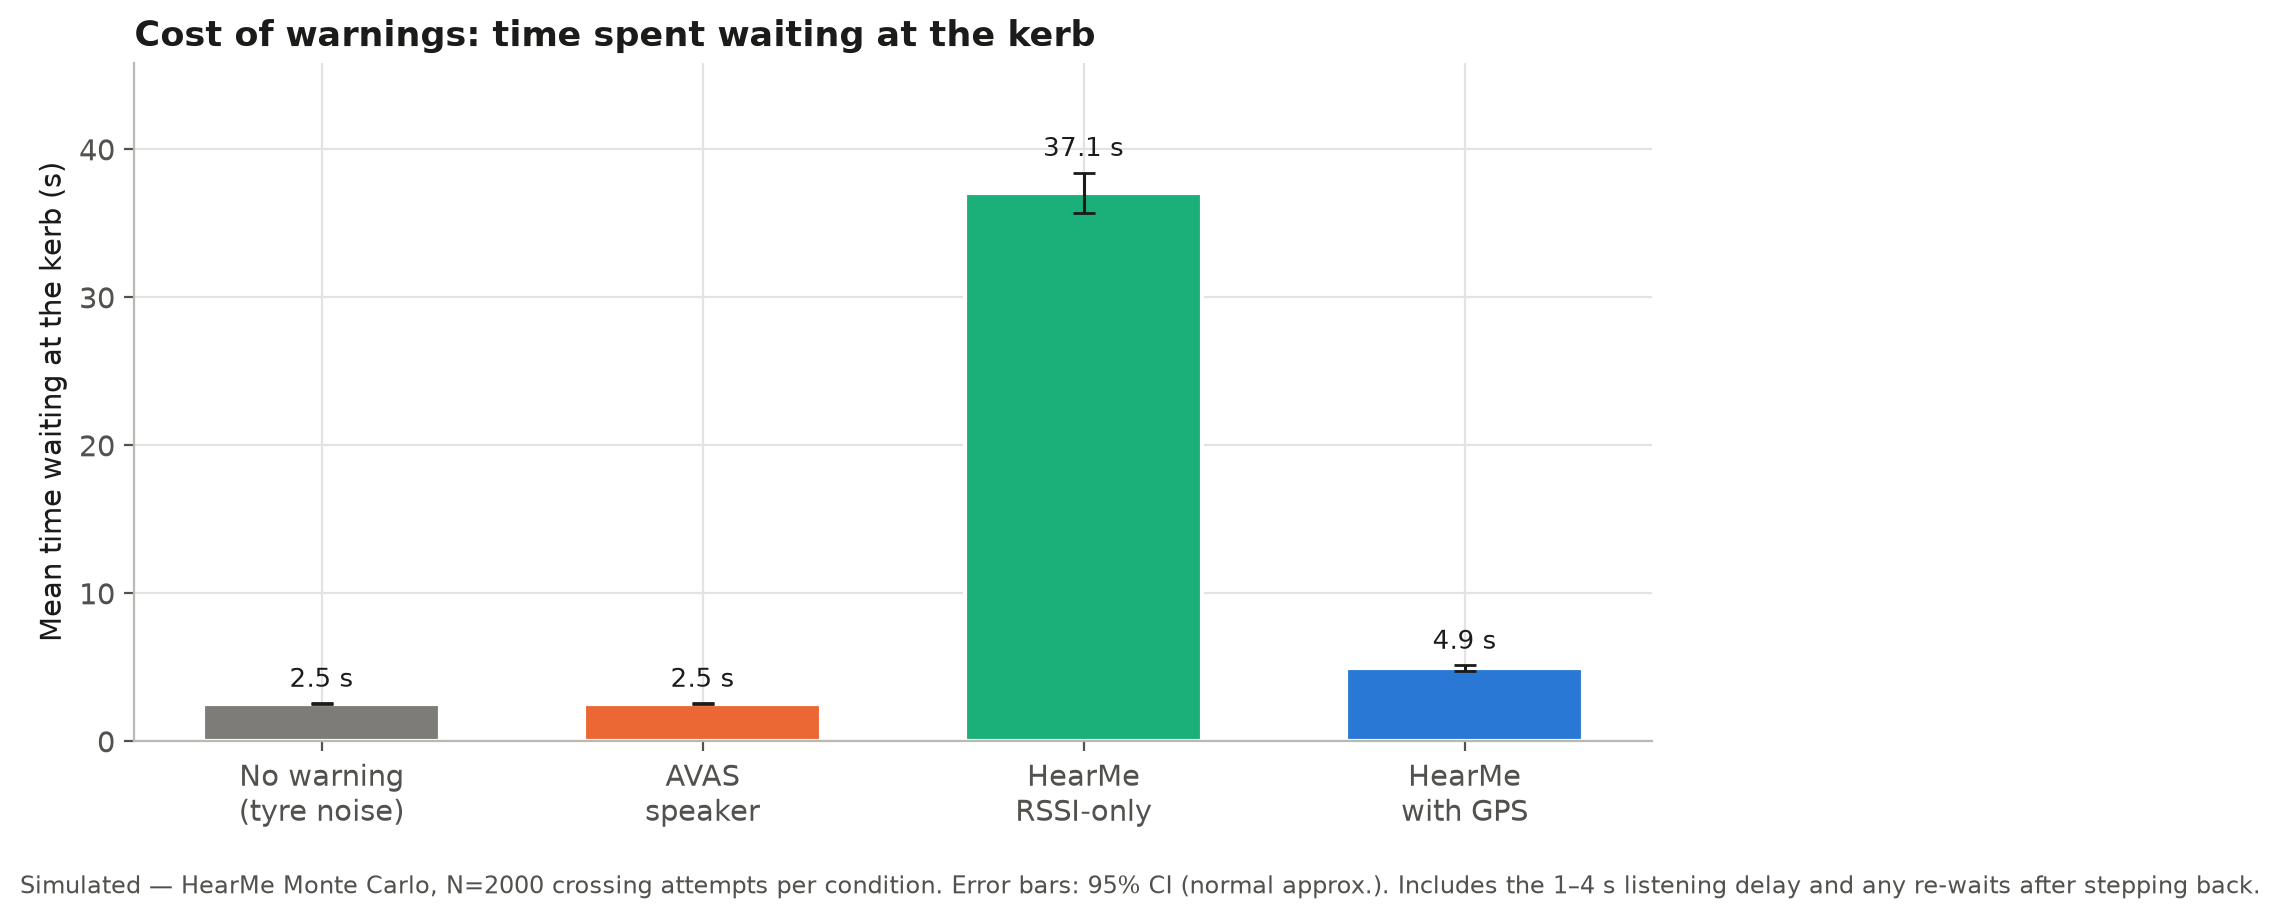 Cost of warnings: time spent waiting at the kerb
Mean time waiting at the kerb (s)
40
30
20
10
0
2.5 s
2.5 s
37.1 s
4.9 s
No warning
(tyre noise)
AVAS
speaker
HearMe
RSSI-only
HearMe
with GPS
Simulated — HearMe Monte Carlo, N=2000 crossing attempts per condition. Error bars: 95% CI (normal approx.). Includes the 1–4 s listening delay and any re-waits after stepping back.